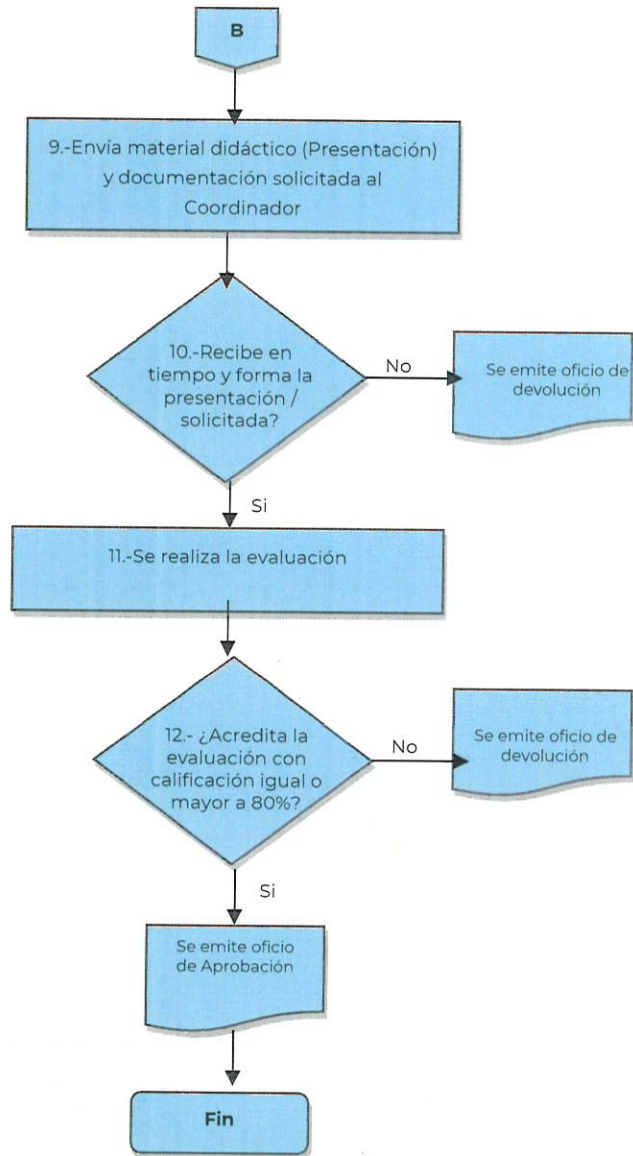 B
9.-Envía material didáctico (Presentación)
y documentación solicitada al
Coordinador
10.-Recibe en
tiempo y forma la
presentación /
solicitada?
No
Se emite oficio de
devolución
Si
11.-Se realiza la evaluación
12.- ¿Acredita la
evaluación con
calificación igual o
mayor a 80%?
No
Se emite oficio de
devolución
Si
Se emite oficio
de Aprobación
Fin